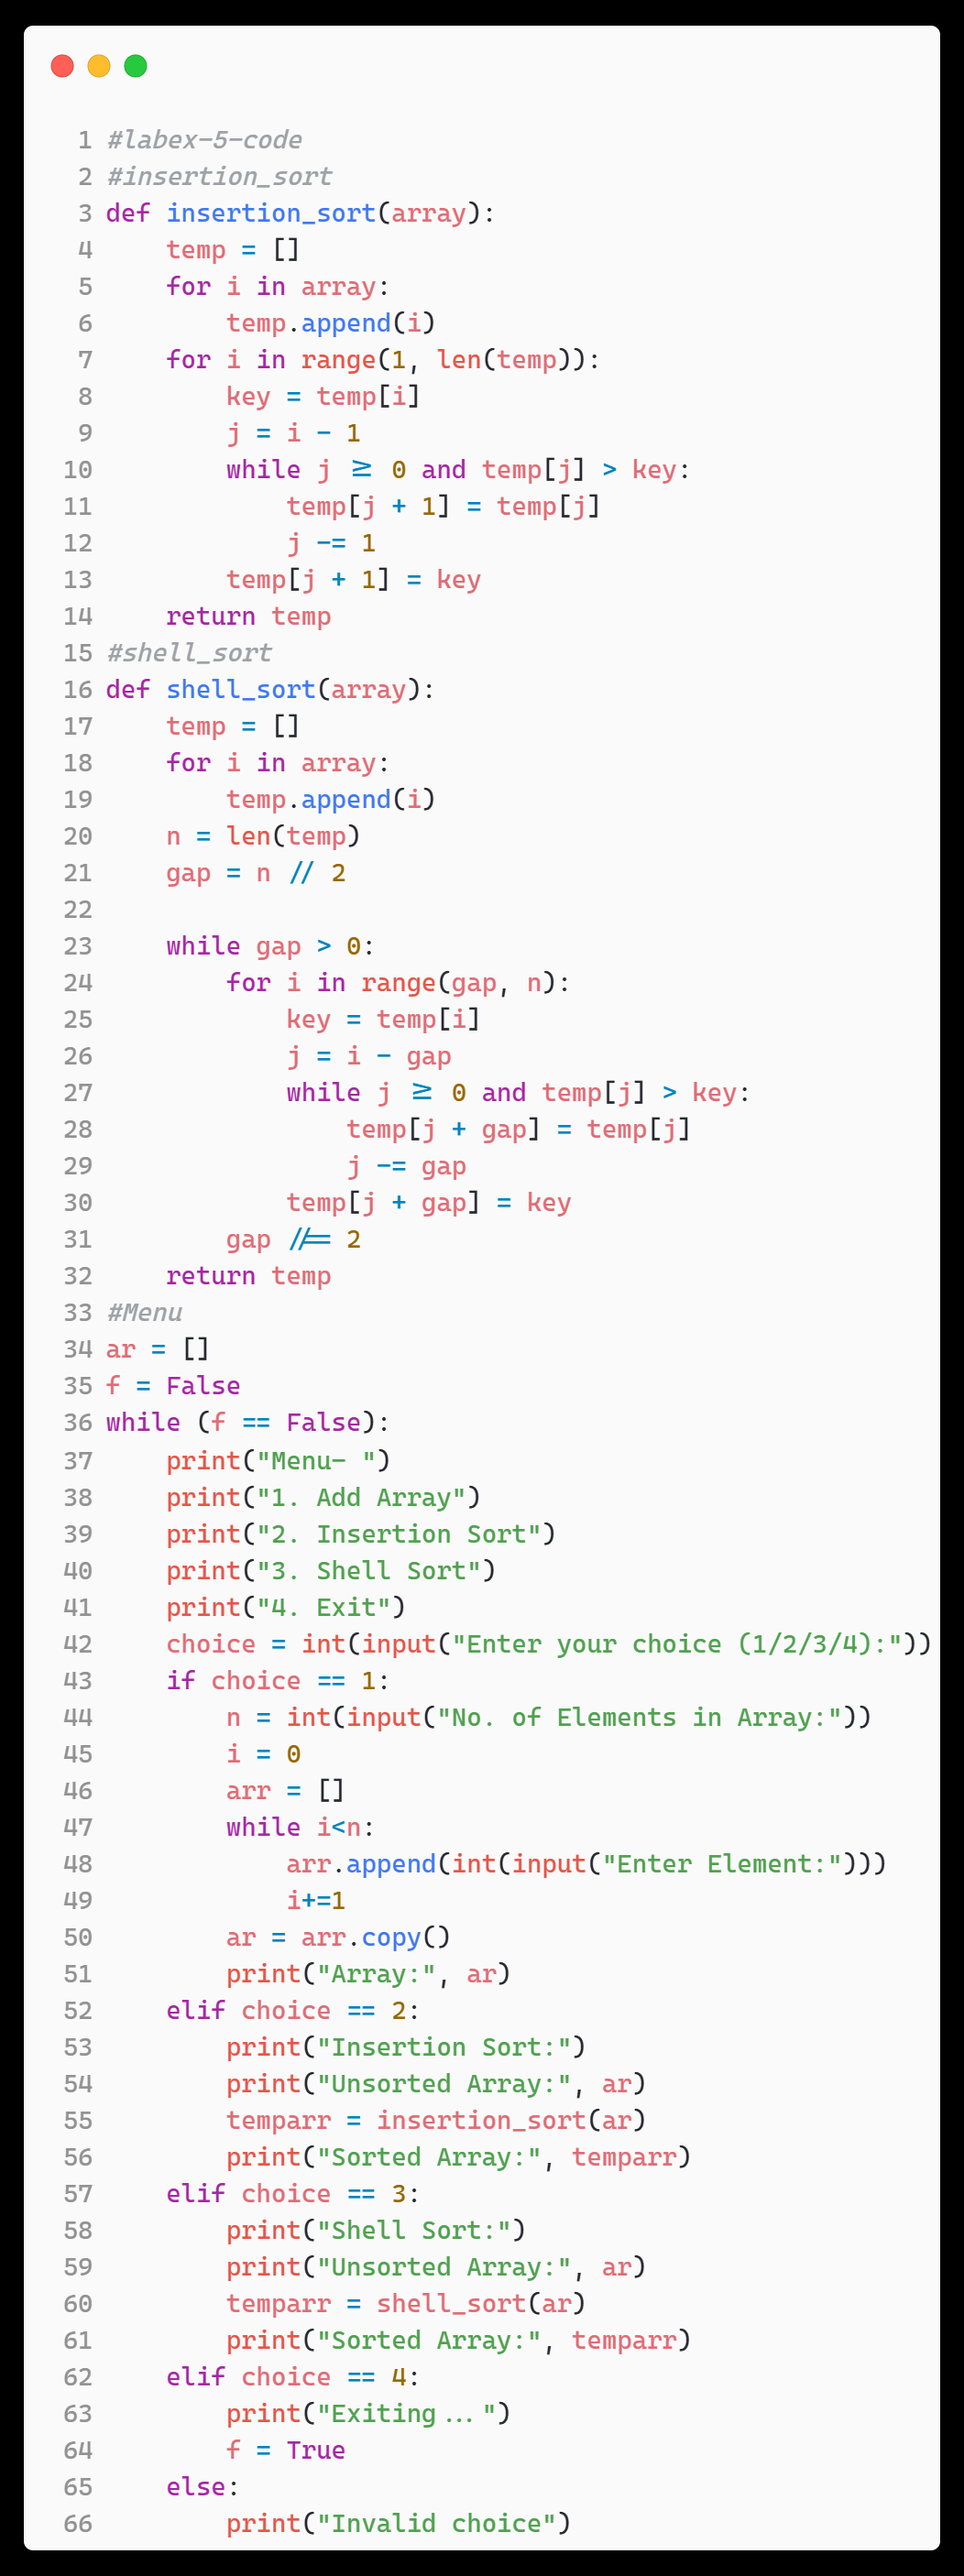 1 #labex-5-code
2 #insertion_sort
3 def insertion_sort(array):
4     temp = []
5     for i in array:
6         temp.append(i)
7     for i in range(1, len(temp)):
8         key = temp[i]
9         j = i - 1
10         while j >= 0 and temp[j] > key:
11             temp[j + 1] = temp[j]
12             j -= 1
13         temp[j + 1] = key
14     return temp
15 #shell_sort
16 def shell_sort(array):
17     temp = []
18     for i in array:
19         temp.append(i)
20     n = len(temp)
21     gap = n // 2
22
23     while gap > 0:
24         for i in range(gap, n):
25             key = temp[i]
26             j = i - gap
27             while j >= 0 and temp[j] > key:
28                 temp[j + gap] = temp[j]
29                 j -= gap
30             temp[j + gap] = key
31         gap //= 2
32     return temp
33 #Menu
34 ar = []
35 f = False
36 while (f == False):
37     print("Menu- ")
38     print("1. Add Array")
39     print("2. Insertion Sort")
40     print("3. Shell Sort")
41     print("4. Exit")
42     choice = int(input("Enter your choice (1/2/3/4):"))
43     if choice == 1:
44         n = int(input("No. of Elements in Array:"))
45         i = 0
46         arr = []
47         while i<n:
48             arr.append(int(input("Enter Element:")))
49             i+=1
50         ar = arr.copy()
51         print("Array:", ar)
52     elif choice == 2:
53         print("Insertion Sort:")
54         print("Unsorted Array:", ar)
55         temparr = insertion_sort(ar)
56         print("Sorted Array:", temparr)
57     elif choice == 3:
58         print("Shell Sort:")
59         print("Unsorted Array:", ar)
60         temparr = shell_sort(ar)
61         print("Sorted Array:", temparr)
62     elif choice == 4:
63         print("Exiting...")
64         f = True
65     else:
66         print("Invalid choice")